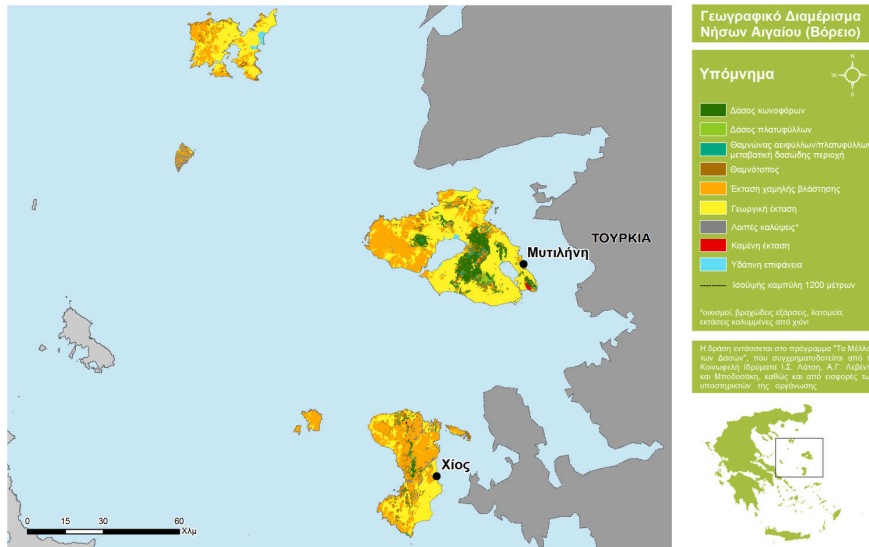 Γεωγραφικό Διαμέρισμα
Νήσων Αιγαίου (Βόρειο)
Υπόμνημα
N
W
S
Δάσος κωνοφόρων
Δάσος πλατυφύλλων
Θαμνώνας αειφύλλων/πλατυφύλλων
μεταβατική δασώδης περιοχή
Θαμνότοπος
Έκταση χαμηλής βλάστησης
Γεωργική έκταση
Λοιπές καλύψεις*
Καμένη έκταση
Υδάτινη επιφάνεια
Ισοϋψής καμπύλη 1200 μέτρων
*οικισμοί, βραχώδεις εξάρσεις, λατομεία,
εκτάσεις καλυμμένες από χιόνι
Η δράση εντάσσεται στο πρόγραμμα "Το Μέλλο
των Δασών", που συγχρηματοδοτείται από τ
Κοινωφελή Ιδρύματα Ι.Σ. Λάτση, Α.Γ. Λεβέντ
και Μποδοσάκη, καθώς και από εισφορές τω
υποστηρικτών της οργάνωσης
ΤΟΥΡΚΙΑ
Μυτιλήνη
Χίος
0 15 30 60
Χλμ